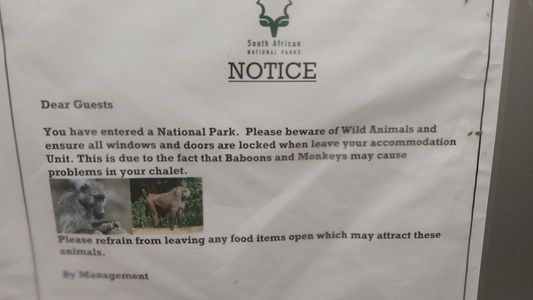 South African
NATIONAL PARKS
NOTICE
Dear Guests
You have entered a National Park. Please beware of Wild Animals and
ensure all windows and doors are locked when leave your accommodation
Unit. This is due to the fact that Baboons and Monkeys may cause
problems in your chalet.
Please refrain from leaving any food items open which may attract these
animals.
By Management